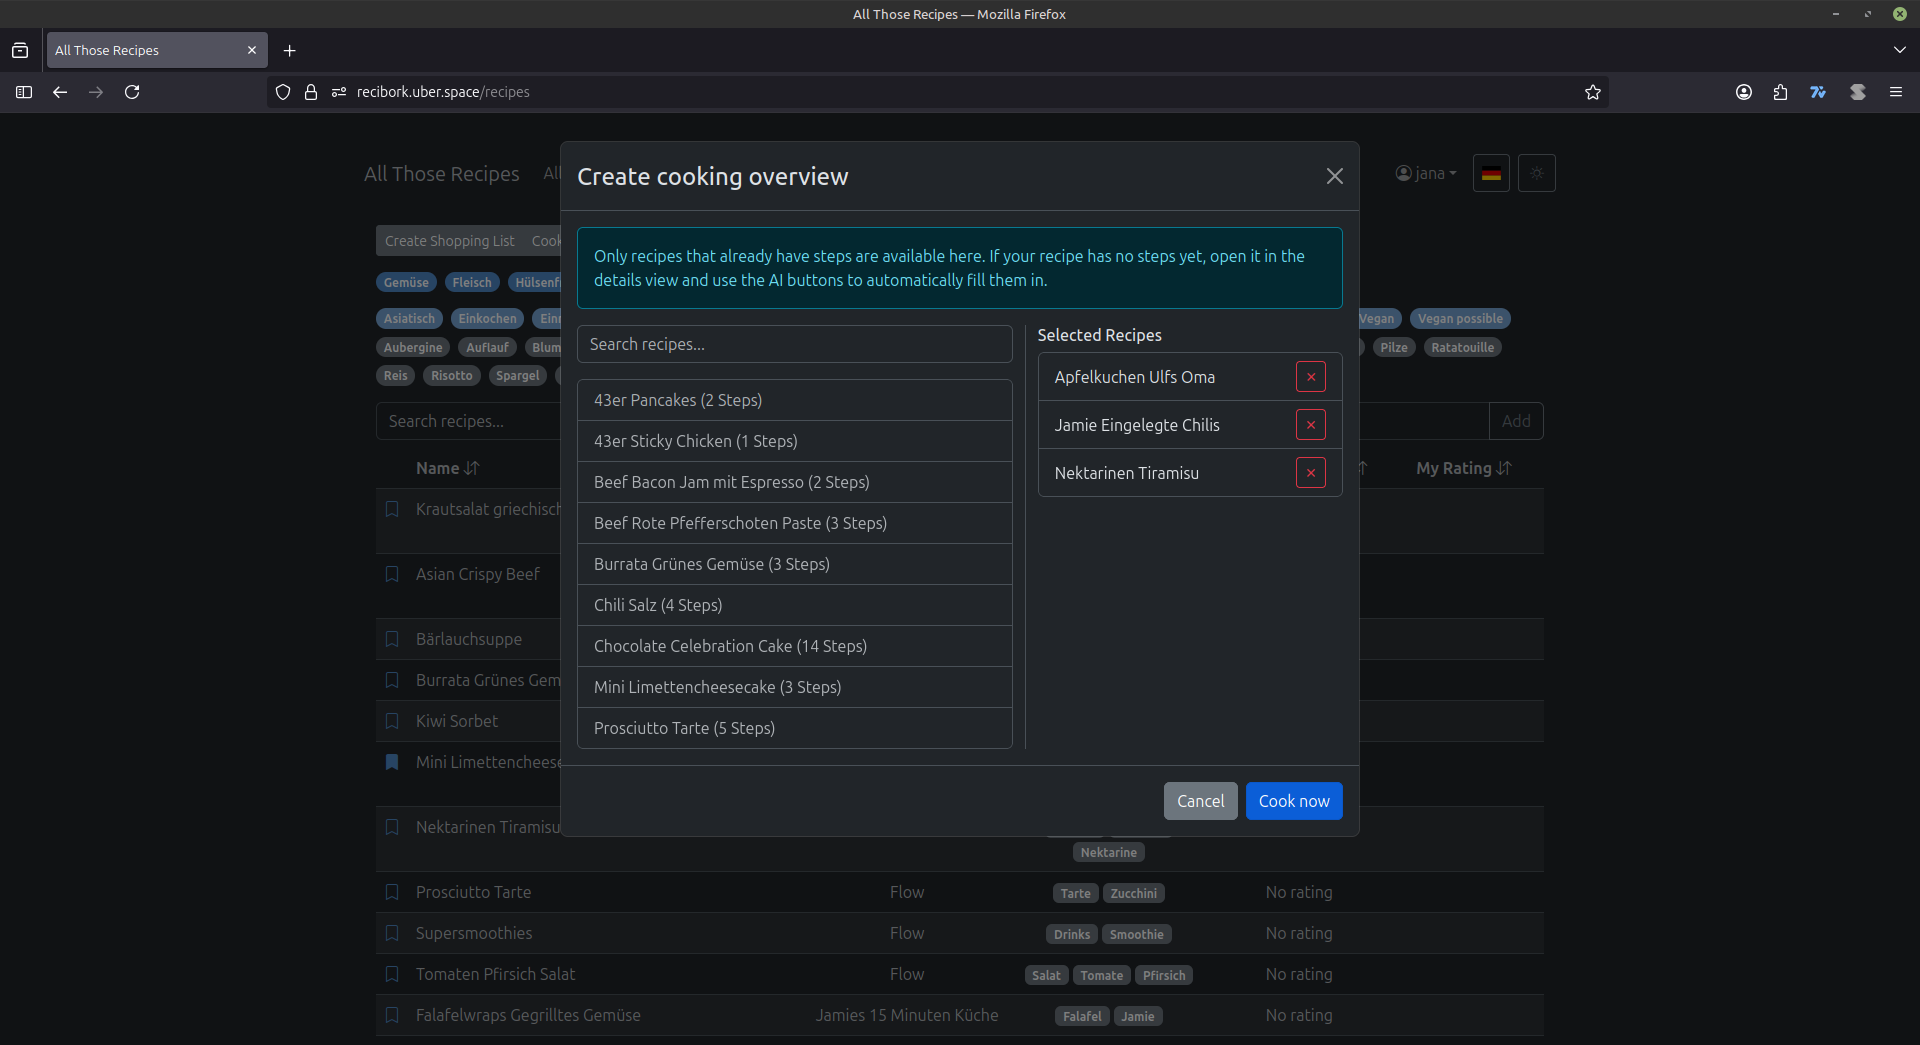 All Those Recipes — Mozilla Firefox
All Those Recipes
recibork.uber.space/recipes
All Those Recipes
jana
Create cooking overview
Create Shopping List
Only recipes that already have steps are available here. If your recipe has no steps yet, open it in the
details view and use the AI buttons to automatically fill them in.
Gemüse Fleisch
Asiatisch Einkochen
Vegan Vegan possible
Aubergine Auflauf
Pilze Ratatouille
Reis Risotto Spargel
Search recipes...
Add
Name
My Rating
Search recipes...
43er Pancakes (2 Steps)
43er Sticky Chicken (1 Steps)
Beef Bacon Jam mit Espresso (2 Steps)
Beef Rote Pfefferschoten Paste (3 Steps)
Burrata Grünes Gemüse (3 Steps)
Chili Salz (4 Steps)
Chocolate Celebration Cake (14 Steps)
Mini Limettencheesecake (3 Steps)
Prosciutto Tarte (5 Steps)
Selected Recipes
Apfelkuchen Ulfs Oma
Jamie Eingelegte Chilis
Nektarinen Tiramisu
Cancel Cook now
Krautsalat griechisch
Asian Crispy Beef
Bärlauchsuppe
Burrata Grünes Gem
Kiwi Sorbet
Mini Limettencheese
Nektarinen Tiramisu
Nektarine
Prosciutto Tarte Flow Tarte Zucchini No rating
Supersmoothies Flow Drinks Smoothie No rating
Tomaten Pfirsich Salat Flow Salat Tomate Pfirsich No rating
Falafelwraps Gegrilltes Gemüse Jamies 15 Minuten Küche Falafel Jamie No rating